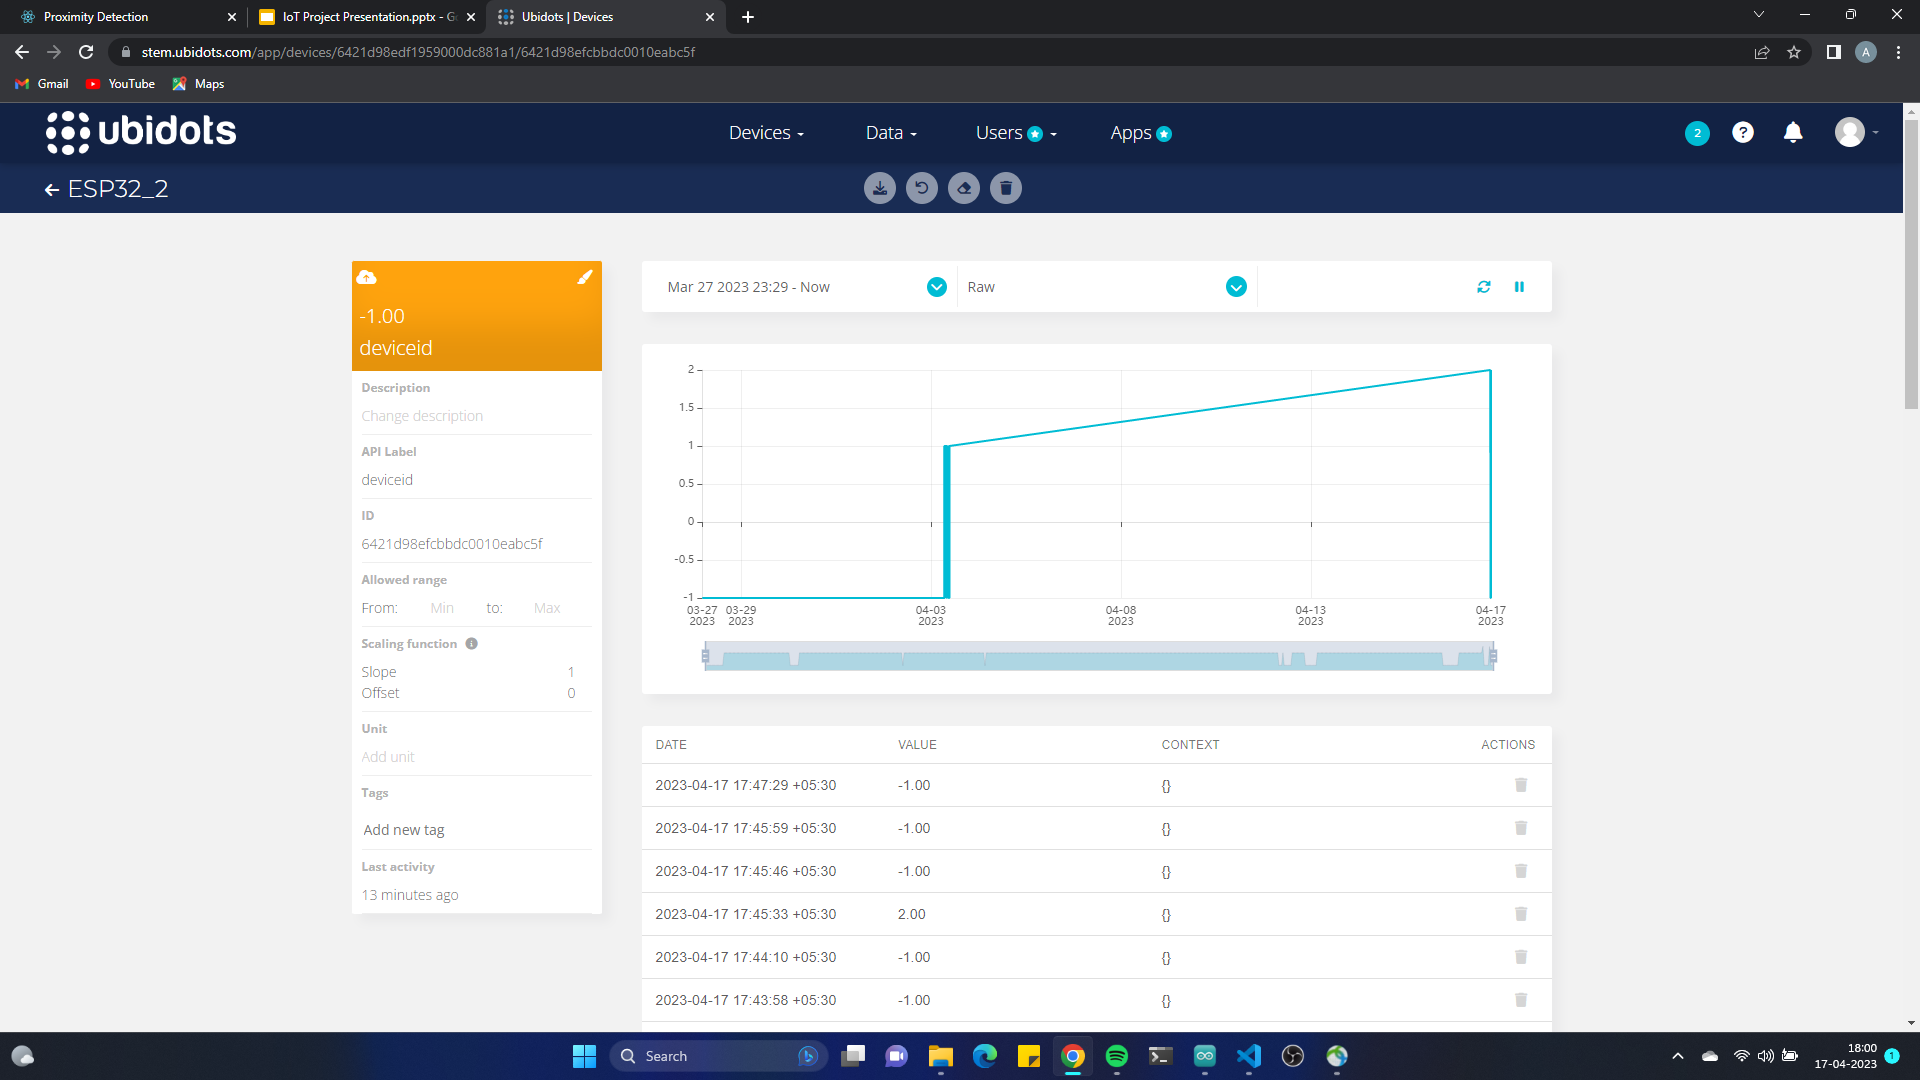 Proximity Detection
IoT Project Presentation.pptx - Go
Ubidots | Devices
stem.ubidots.com/app/devices/6421d98edf1959000dc881a1/6421d98efcbbdc0010eabc5f
A
Gmail
YouTube
Maps
ubidots
Devices
Data
Users
Apps
2
?
ESP32_2
-1.00
deviceid
Description
Change description
API Label
deviceid
ID
6421d98efcbbdc0010eabc5f
Allowed range
From: Min to: Max
Scaling function
Slope 1
Offset 0
Unit
Add unit
Tags
Add new tag
Last activity
13 minutes ago
Mar 27 2023 23:29 - Now
Raw
2
1.5
1
0.5
0
-0.5
-1
03-27 03-29 04-03 04-08 04-13 04-17
2023 2023 2023 2023 2023 2023
DATE VALUE CONTEXT ACTIONS
2023-04-17 17:47:29 +05:30 -1.00 {}
2023-04-17 17:45:59 +05:30 -1.00 {}
2023-04-17 17:45:46 +05:30 -1.00 {}
2023-04-17 17:45:33 +05:30 2.00 {}
2023-04-17 17:44:10 +05:30 -1.00 {}
2023-04-17 17:43:58 +05:30 -1.00 {}
Search
18:00
17-04-2023
1